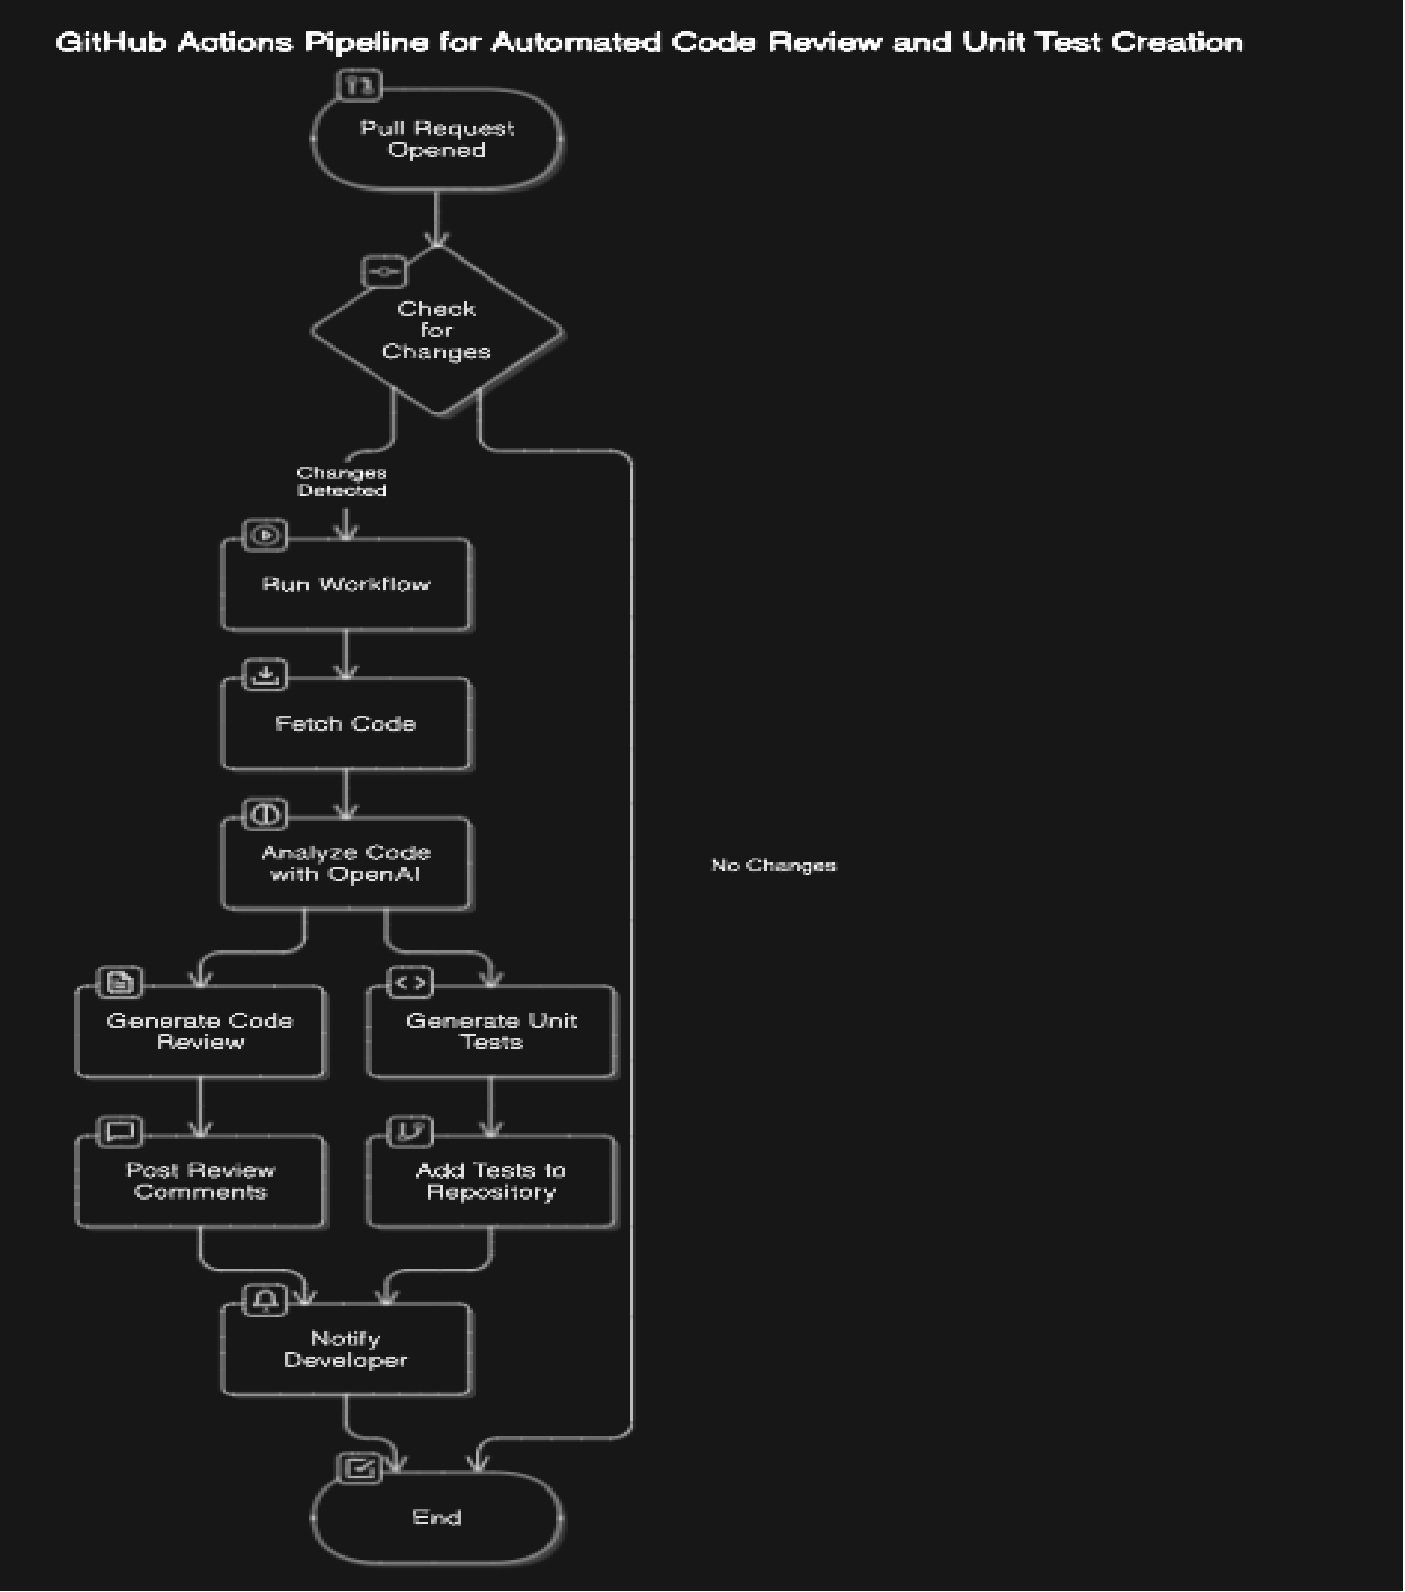 GitHub Actions Pipeline for Automated Code Review and Unit Test Creation
Pull Request
Opened
Check
for
Changes
Changes
Detected
Run Workflow
Fetch Code
Analyze Code
with OpenAI
No Changes
Generate Code
Review
Generate Unit
Tests
Post Review
Comments
Add Tests to
Repository
Notify
Developer
End